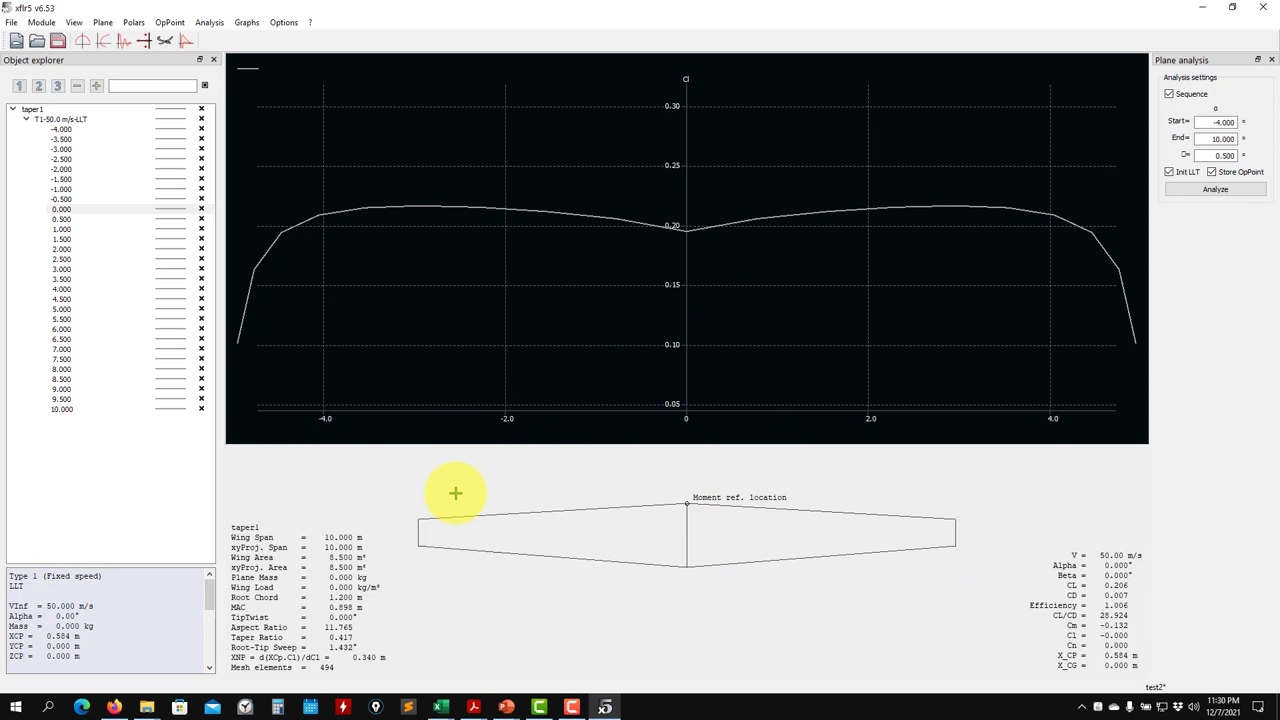 xflr5 v6.53
File Module View Plane Polars OpPoint Analysis Graphs Options ?
Object explorer
1 2 3
taper1
T1-50.0 m/s-LLT
-4.000
-3.500
-3.000
-2.500
-2.000
-1.500
-1.000
-0.500
0.000
0.500
1.000
1.500
2.000
2.500
3.000
3.500
4.000
4.500
5.000
5.500
6.000
6.500
7.000
7.500
8.000
8.500
9.000
9.500
10.000
Type 1 (Fixed speed)
LLT
VInf = 50.000 m/s
Alpha = 0.00°
Mass = 0.000 kg
XCP = 0.584 m
YCP = 0.000 m
ZCP = 0.000 m
Cl
0.30
0.25
0.20
0.15
0.10
0.05
-4.0 -2.0 0 2.0 4.0
Moment ref. location
taper1
Wing Span = 10.000 m
xyProj. Span = 10.000 m
Wing Area = 8.500 m²
xyProj. Area = 8.500 m²
Plane Mass = 0.000 kg
Wing Load = 0.000 kg/m²
Root Chord = 1.200 m
MAC = 0.898 m
TipTwist = 0.000°
Aspect Ratio = 11.765
Taper Ratio = 0.417
Root-Tip Sweep = 1.432°
XNP = d(XCp.Cl)/dCl = 0.340 m
Mesh elements = 494
V = 50.00 m/s
Alpha = 0.000°
Beta = 0.000°
CL = 0.206
CD = 0.007
Efficiency = 1.006
CL/CD = 28.924
Cm = -0.132
Cl = -0.000
Cn = 0.000
X_CP = 0.584 m
X_CG = 0.000 m
test2*
Plane analysis
Analysis settings
Sequence
α
Start= -4.000 °
End= 10.000 °
= 0.500 °
Init LLT Store OpPoint
Analyze
11:30 PM
12/7/2021